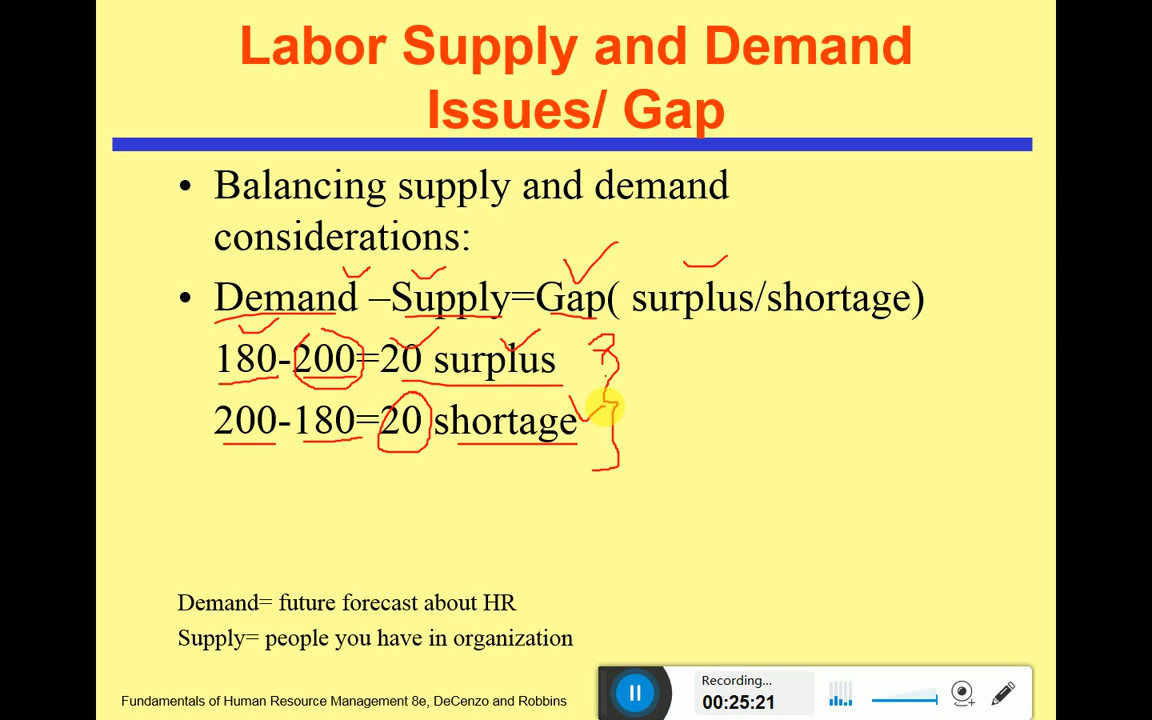 Labor Supply and Demand
Issues/ Gap
• Balancing supply and demand
considerations:
• Demand –Supply=Gap( surplus/shortage)
180-200=20 surplus
200-180=20 shortage
Demand= future forecast about HR
Supply= people you have in organization
Fundamentals of Human Resource Management 8e, DeCenzo and Robbins
Recording...
00:25:21